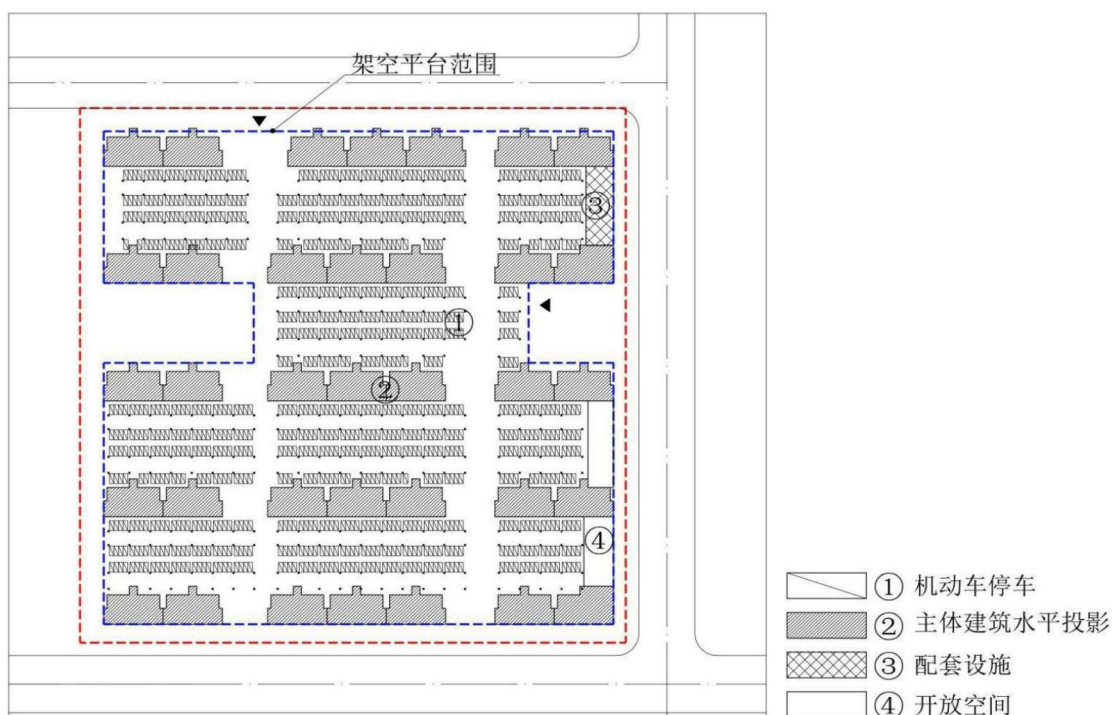 架空平台范围
③
①
②
④
① 机动车停车
② 主体建筑水平投影
③ 配套设施
④ 开放空间